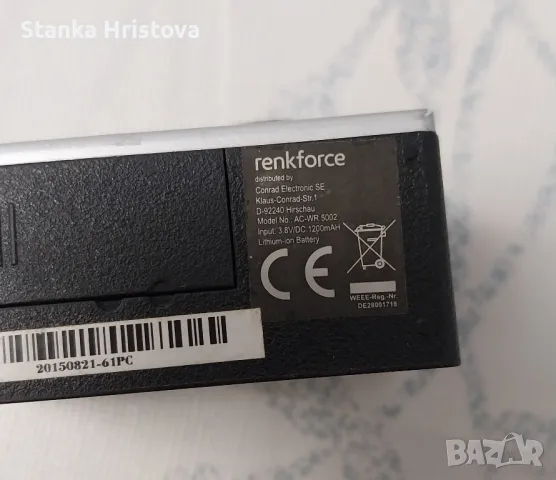 Stanka Hristova
renkforce
distributed by
Conrad Electronic SE
Klaus-Conrad-Str.1
D-92240 Hirschau
Model No.: AC-WR 5002
Input: 3.8V/DC 1200mAH
Lithium-ion Battery
CE
WEEE-Reg.-Nr.
DE28001718
20150821-61PC
BAZAR